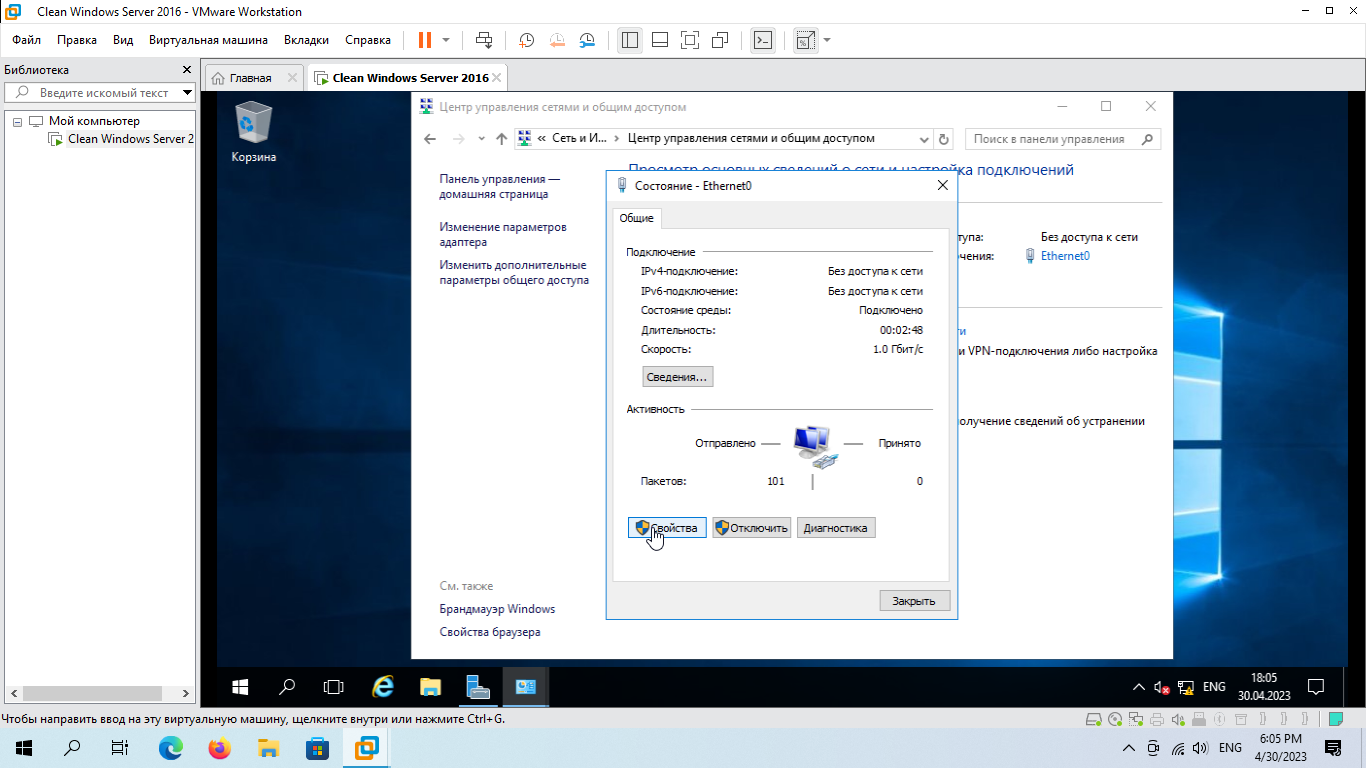 Clean Windows Server 2016 - VMware Workstation
Файл Правка Вид Виртуальная машина Вкладки Справка
Библиотека
Введите искомый текст
Мой компьютер
Clean Windows Server 2
Главная
Clean Windows Server 2016
Корзина
Центр управления сетями и общим доступом
« Сеть и И... › Центр управления сетями и общим доступом
Поиск в панели управления
Панель управления —
домашняя страница
Изменение параметров
адаптера
Изменить дополнительные
параметры общего доступа
См. также
Брандмауэр Windows
Свойства браузера
Просмотр основных сведений о сети и настройка подключений
тупа: Без доступа к сети
чения: Ethernet0
ти
и VPN-подключения либо настройка
олучение сведений об устранении
Состояние - Ethernet0
Общие
Подключение
IPv4-подключение: Без доступа к сети
IPv6-подключение: Без доступа к сети
Состояние среды: Подключено
Длительность: 00:02:48
Скорость: 1.0 Гбит/с
Сведения...
Активность
Отправлено — — Принято
Пакетов: 101 0
Свойства Отключить Диагностика
Закрыть
ENG
18:05
30.04.2023
Чтобы направить ввод на эту виртуальную машину, щелкните внутри или нажмите Ctrl+G.
ENG
6:05 PM
4/30/2023